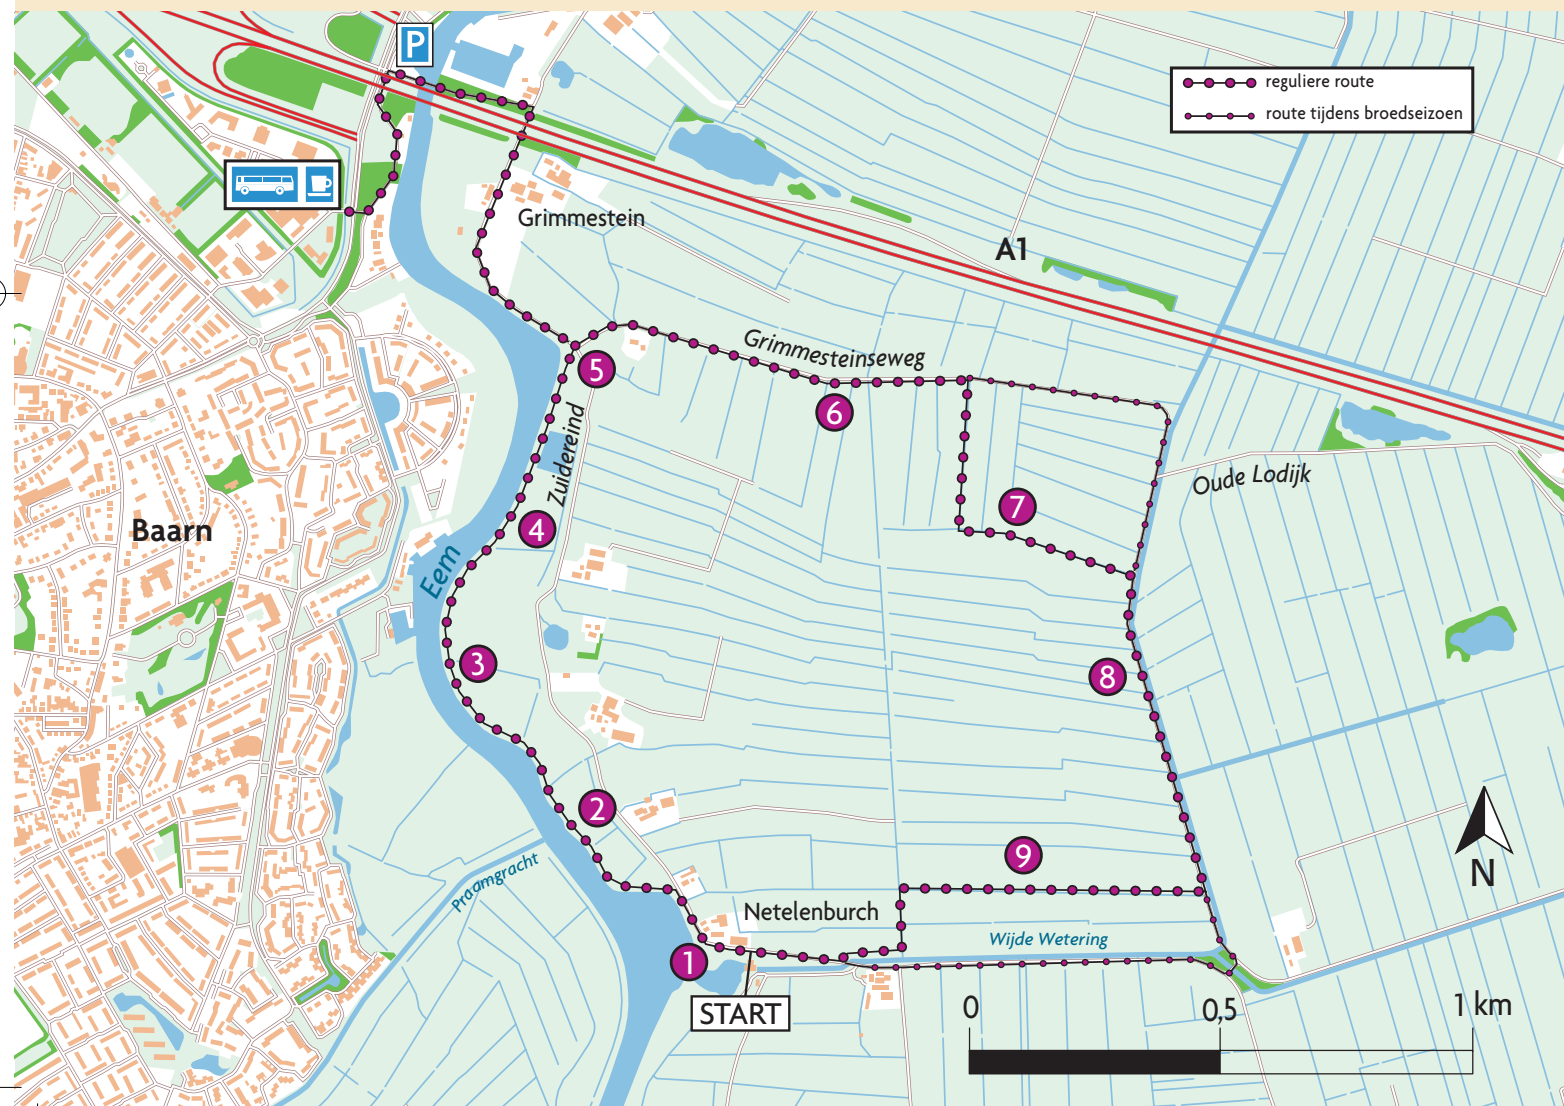 P
reguliere route
route tijdens broedseizoen
Grimmestein
A1
Grimmesteinseweg
5
6
Zuidereind
Oude Lodijk
7
4
Baarn
Eem
3
8
2
9
N
Praamgracht
Netelenburch
Wijde Wetering
1
START
0
0,5
1 km